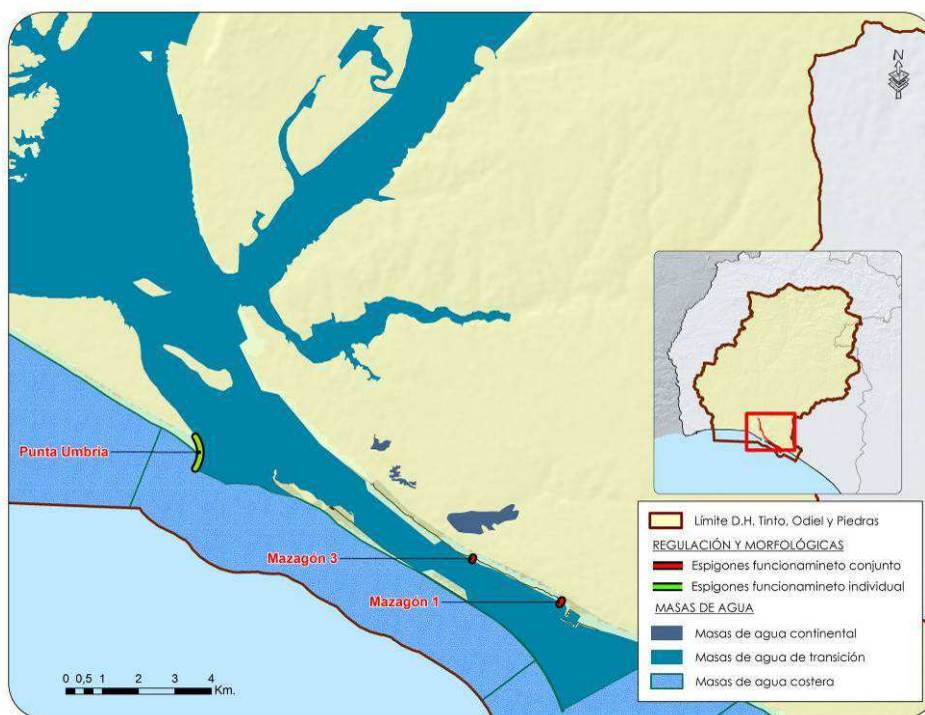 N
Punta Umbría
Mazagón 3
Mazagón 1
0 0,5 1 2 3 4
Km.
Límite D.H. Tinto, Odiel y Piedras
REGULACIÓN Y MORFOLÓGICAS
Espigones funcionamineto conjunto
Espigones funcionamineto individual
MASAS DE AGUA
Masas de agua continental
Masas de agua de transición
Masas de agua costera